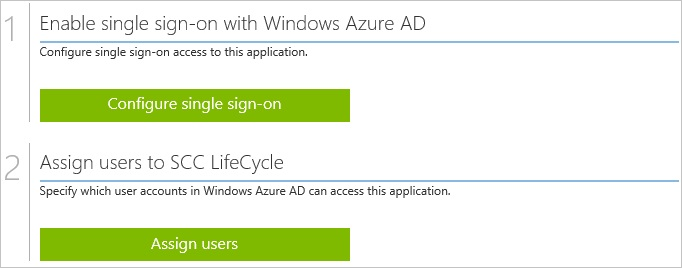 1
Enable single sign-on with Windows Azure AD
Configure single sign-on access to this application.
Configure single sign-on
2
Assign users to SCC LifeCycle
Specify which user accounts in Windows Azure AD can access this application.
Assign users